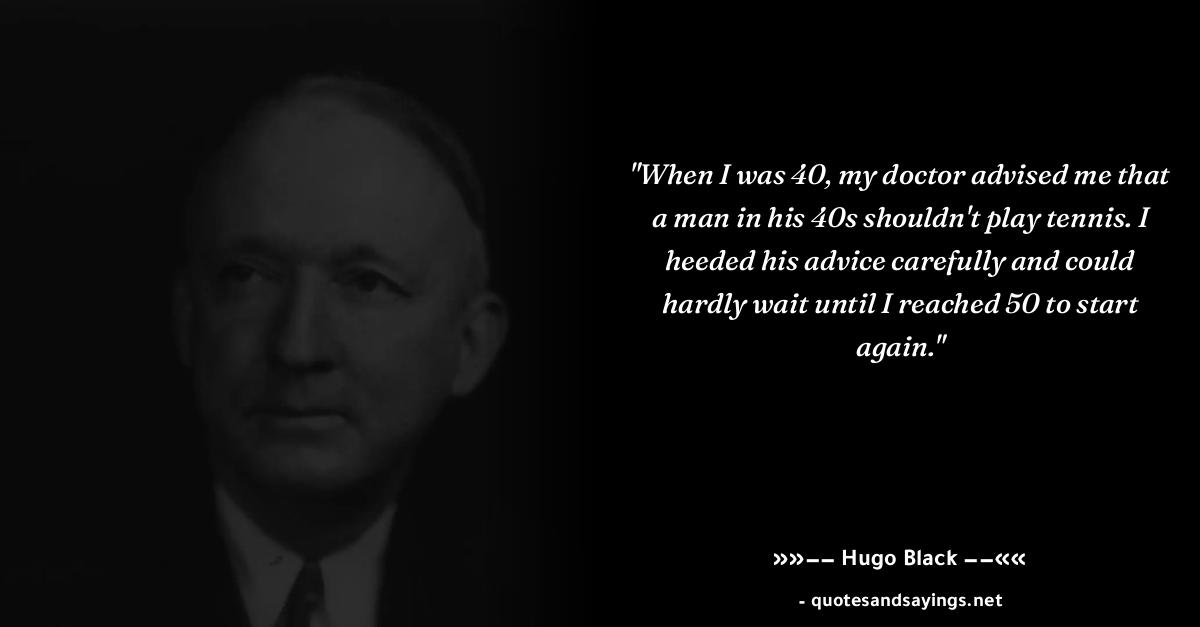 "When I was 40, my doctor advised me that
a man in his 40s shouldn't play tennis. I
heeded his advice carefully and could
hardly wait until I reached 50 to start
again."
»»–– Hugo Black ––««
- quotesandsayings.net